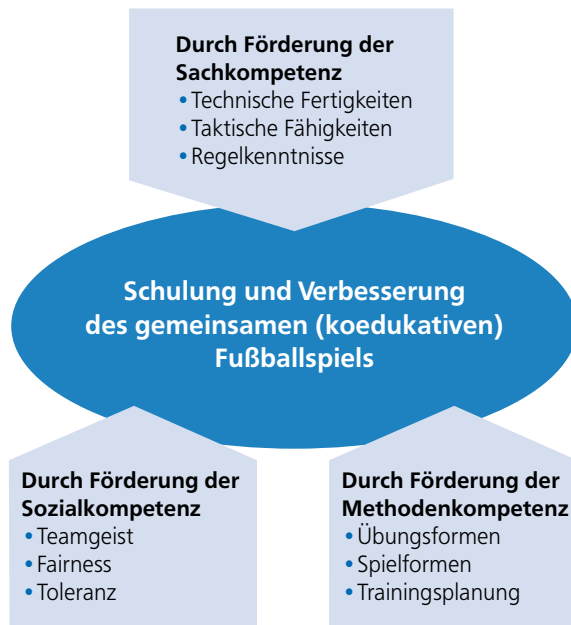 Durch Förderung der
Sachkompetenz
• Technische Fertigkeiten
• Taktische Fähigkeiten
• Regelkenntnisse
Schulung und Verbesserung
des gemeinsamen (koedukativen)
Fußballspiels
Durch Förderung der
Sozialkompetenz
• Teamgeist
• Fairness
• Toleranz
Durch Förderung der
Methodenkompetenz
• Übungsformen
• Spielformen
• Trainingsplanung